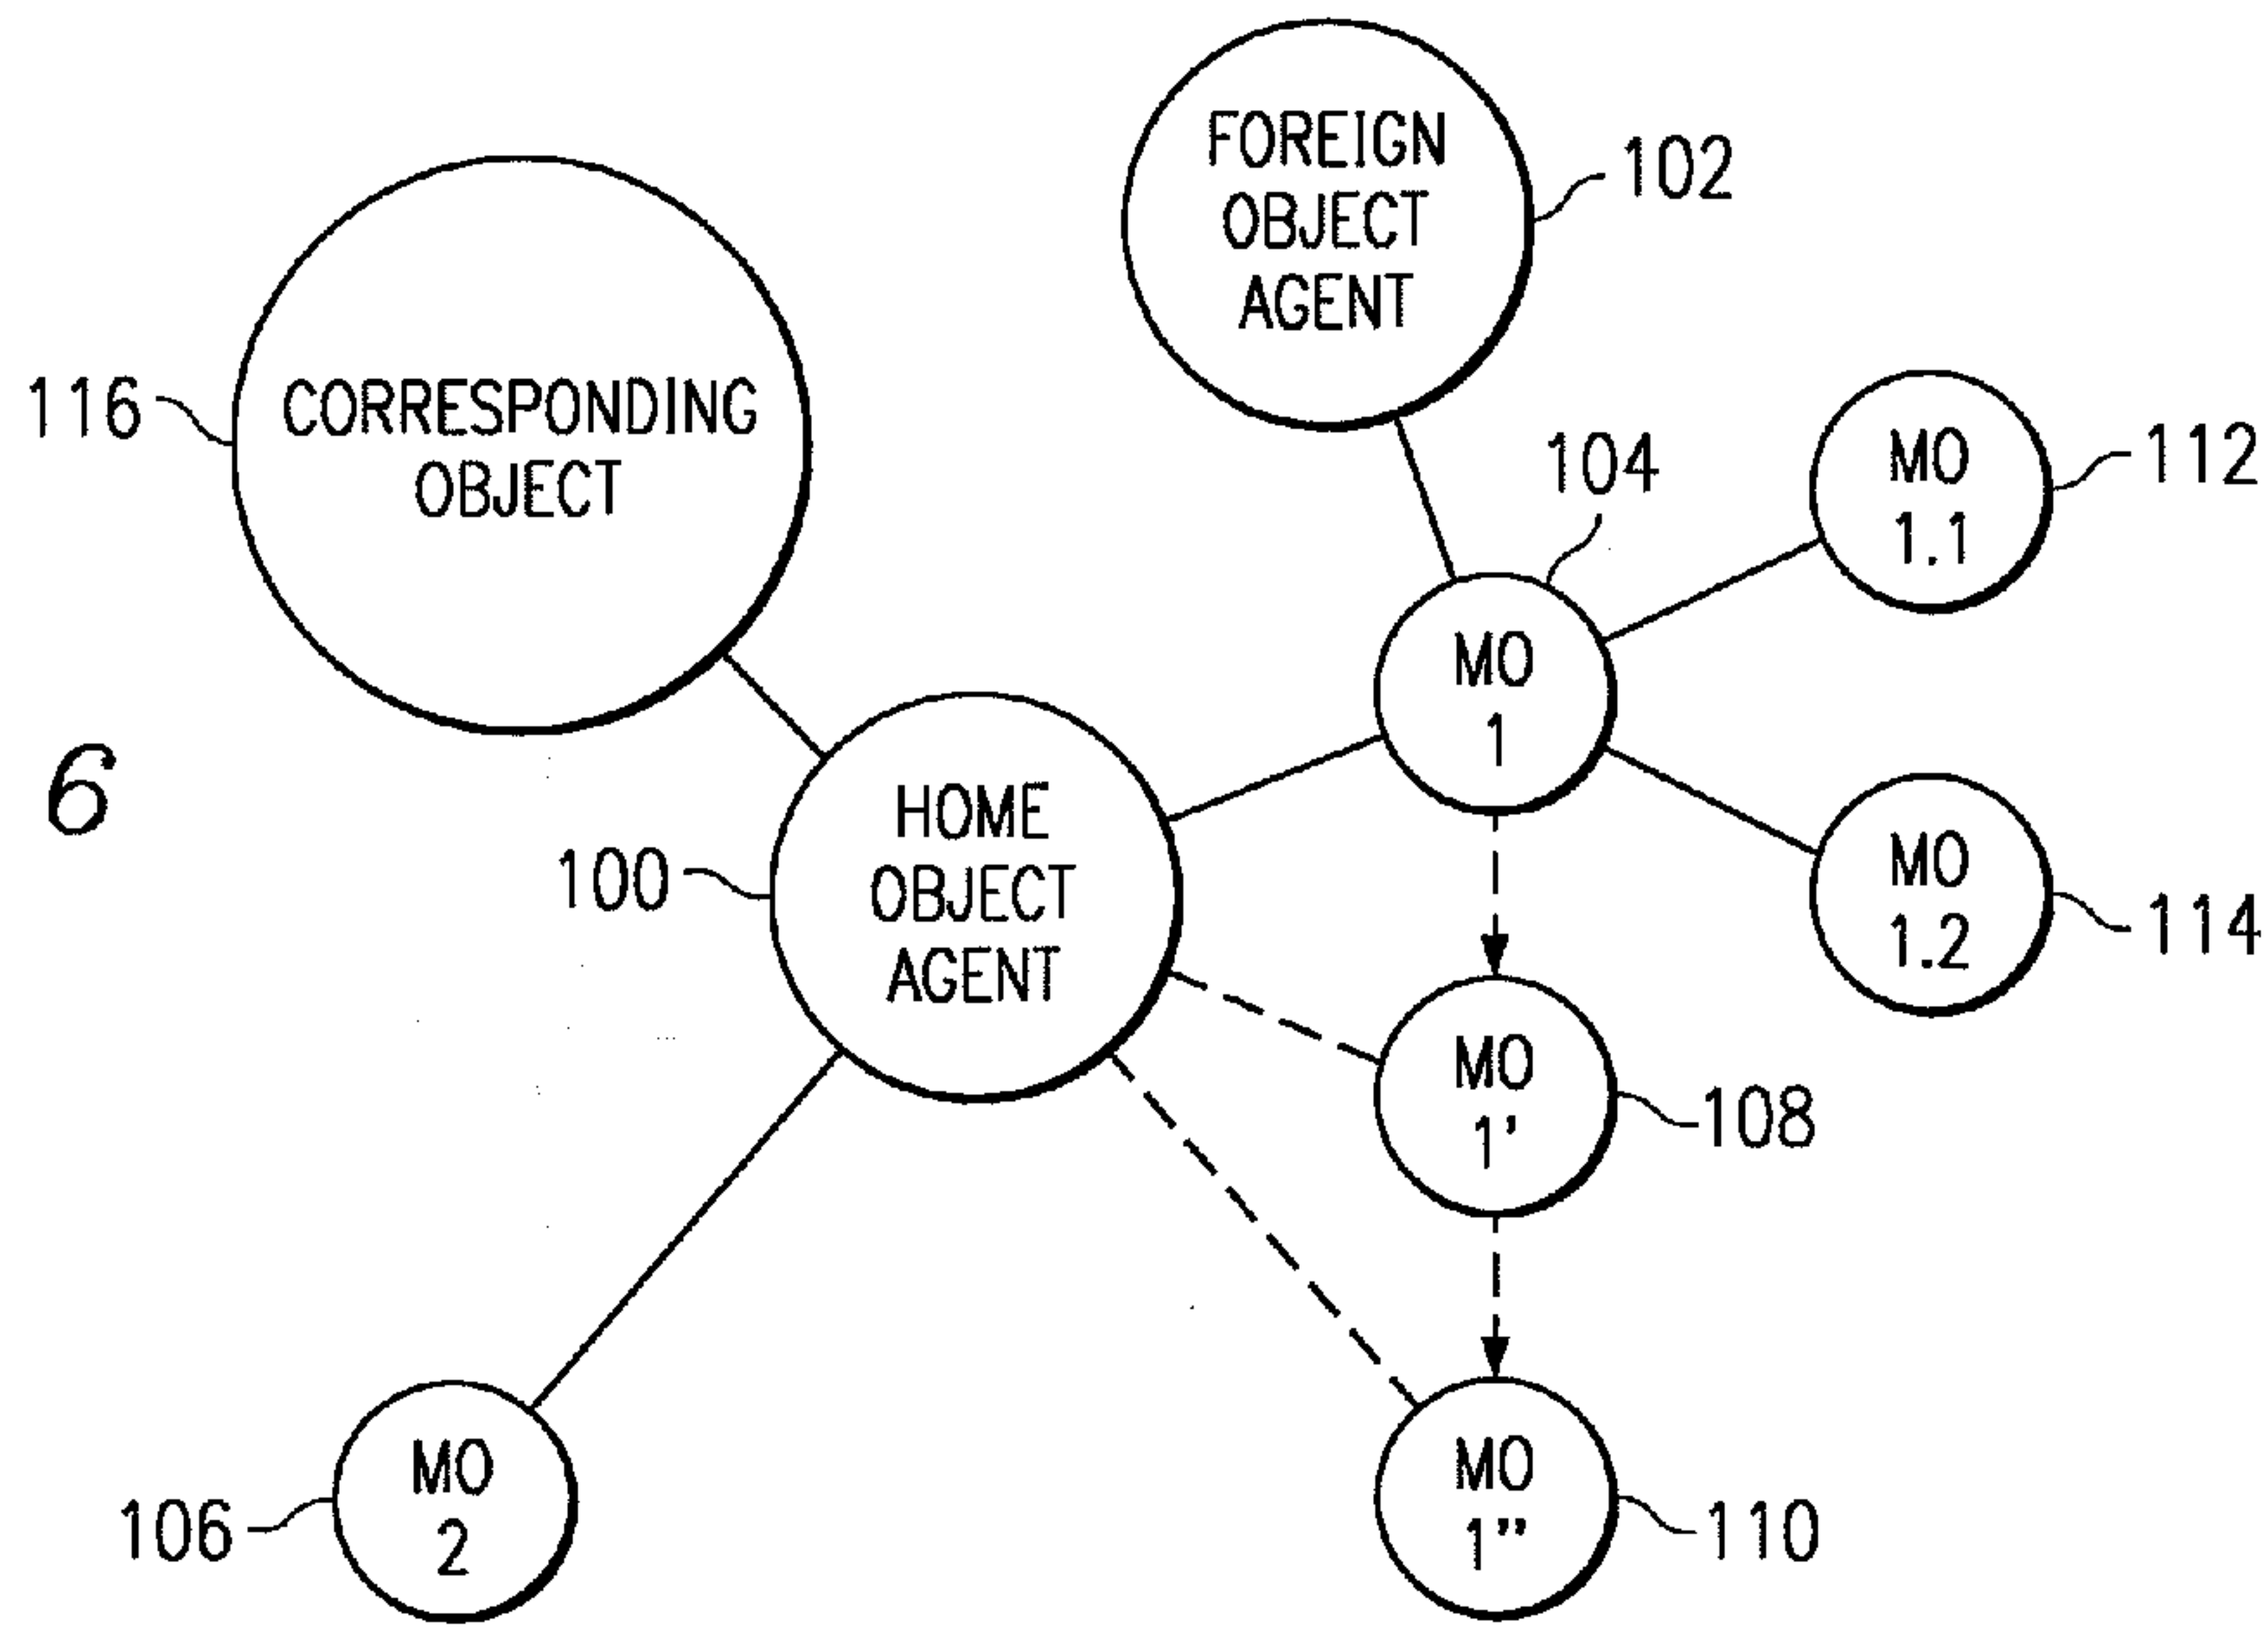 FOREIGN
OBJECT
AGENT
102
116
CORRESPONDING
OBJECT
104
MO
1.1
112
MO
1
6
HOME
OBJECT
AGENT
100
MO
1.2
114
MO
1'
108
MO
2
106
MO
1”
110